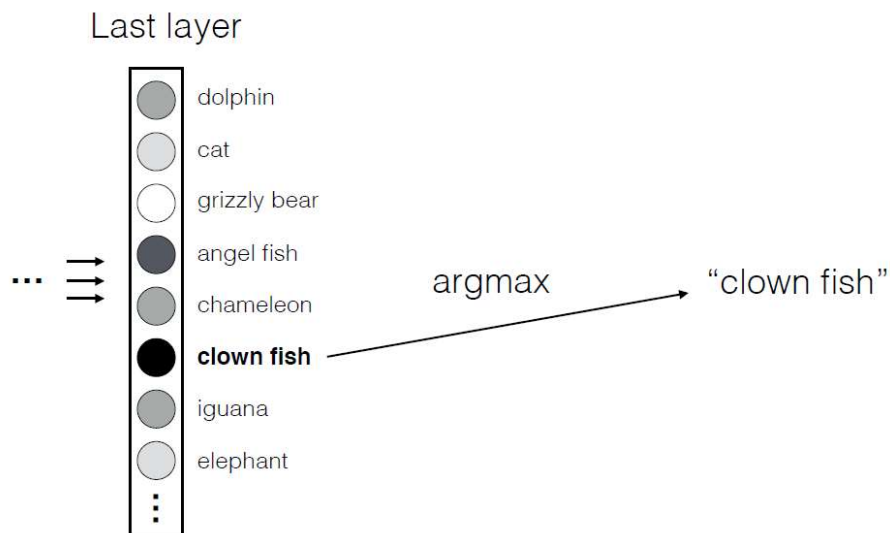 Last layer
dolphin
cat
grizzly bear
angel fish
...
chameleon
argmax
“clown fish”
clown fish
iguana
elephant